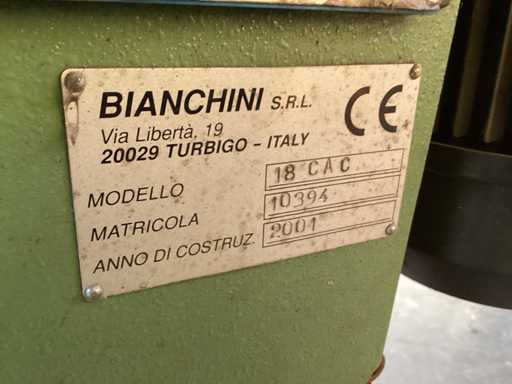 BIANCHINI S.R.L.
Via Libertà, 19
20029 TURBIGO - ITALY
CE
MODELLO 18 CAC
MATRICOLA 10394
ANNO DI COSTRUZ. 2001